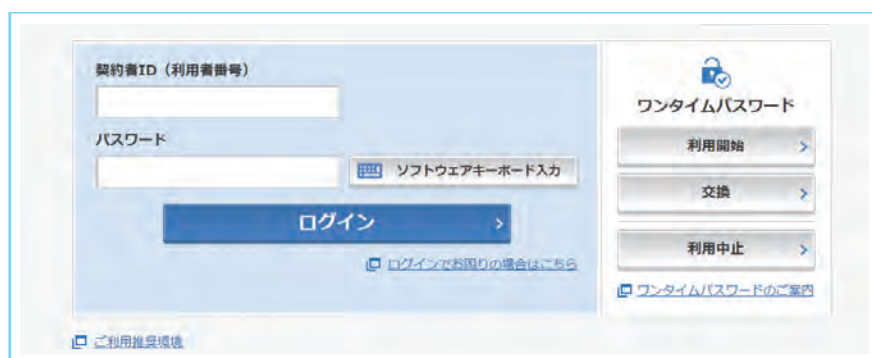 契約者ID（利用者番号）
パスワード
ソフトウェアキーボード入力
ログイン
ログインでお困りの場合はこちら
ワンタイムパスワード
利用開始
交換
利用中止
ワンタイムパスワードのご案内
ご利用推奨環境